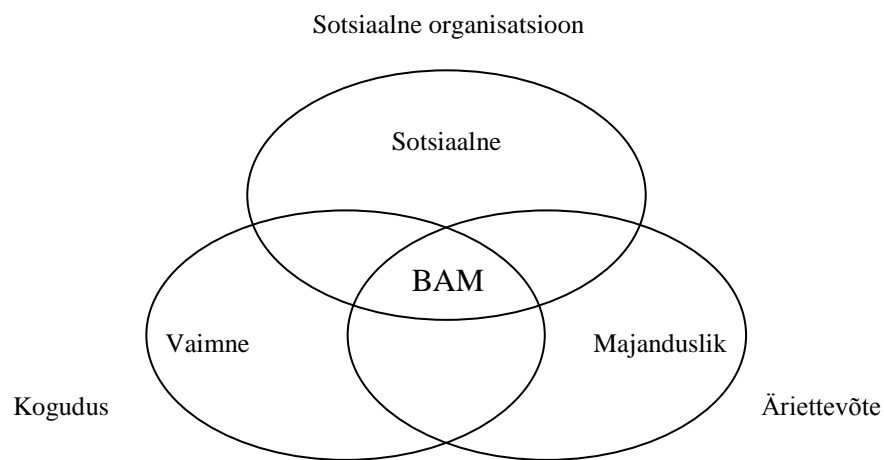 Sotsiaalne organisatsioon
Sotsiaalne
BAM
Vaimne
Majanduslik
Kogudus
Äriettevõte